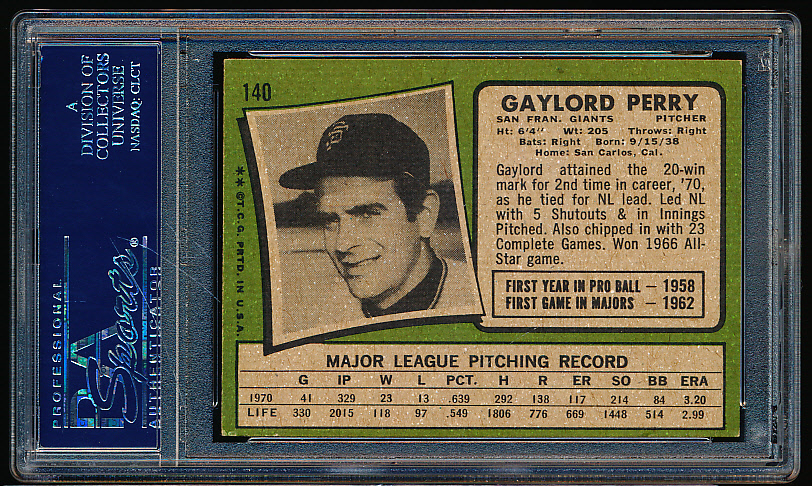 A
DIVISION OF
COLLECTORS
UNIVERSE
NASDAQ: CLCT
PROFESSIONAL
PSA
Sports®
AUTHENTICATOR
140
** ©T.C.G. PRTD. IN U.S.A.
GAYLORD PERRY
SAN FRAN. GIANTS PITCHER
Ht: 6'4" Wt: 205 Throws: Right
Bats: Right Born: 9/15/38
Home: San Carlos, Cal.
Gaylord attained the 20-win
mark for 2nd time in career, '70,
as he tied for NL lead. Led NL
with 5 Shutouts & in Innings
Pitched. Also chipped in with 23
Complete Games. Won 1966 All-
Star game.
FIRST YEAR IN PRO BALL — 1958
FIRST GAME IN MAJORS — 1962
MAJOR LEAGUE PITCHING RECORD
G IP W L PCT. H R ER SO BB ERA
1970 41 329 23 13 .639 292 138 117 214 84 3.20
LIFE 330 2015 118 97 .549 1806 776 669 1448 514 2.99